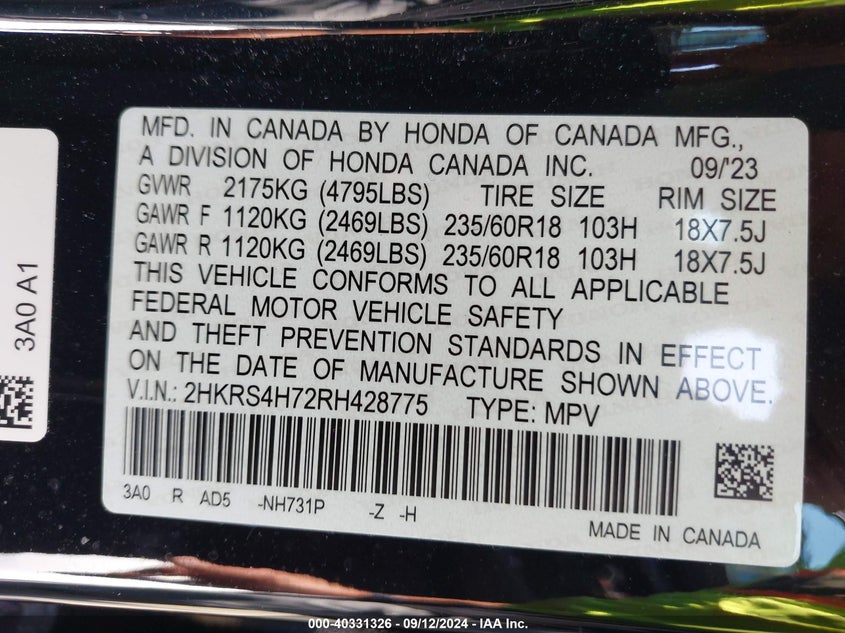 MFD. IN CANADA BY HONDA OF CANADA MFG.,
A DIVISION OF HONDA CANADA INC. 09/'23
GVWR 2175KG (4795LBS) TIRE SIZE RIM SIZE
GAWR F 1120KG (2469LBS) 235/60R18 103H 18X7.5J
GAWR R 1120KG (2469LBS) 235/60R18 103H 18X7.5J
THIS VEHICLE CONFORMS TO ALL APPLICABLE
FEDERAL MOTOR VEHICLE SAFETY
AND THEFT PREVENTION STANDARDS IN EFFECT
ON THE DATE OF MANUFACTURE SHOWN ABOVE.
V.I.N.: 2HKRS4H72RH428775 TYPE: MPV
3A0 R AD5 -NH731P -Z -H
MADE IN CANADA
3A0 A1
000-40331326 - 09/12/2024 - IAA Inc.